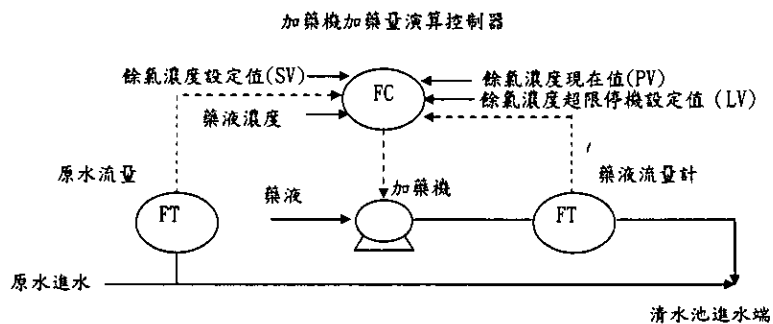 加藥機加藥量演算控制器
餘氯濃度設定值(SV)
FC
餘氯濃度現在值(PV)
餘氯濃度超限停機設定值 (LV)
藥液濃度
原水流量
加藥機
藥液流量計
藥液
FT
FT
原水進水
清水池進水端